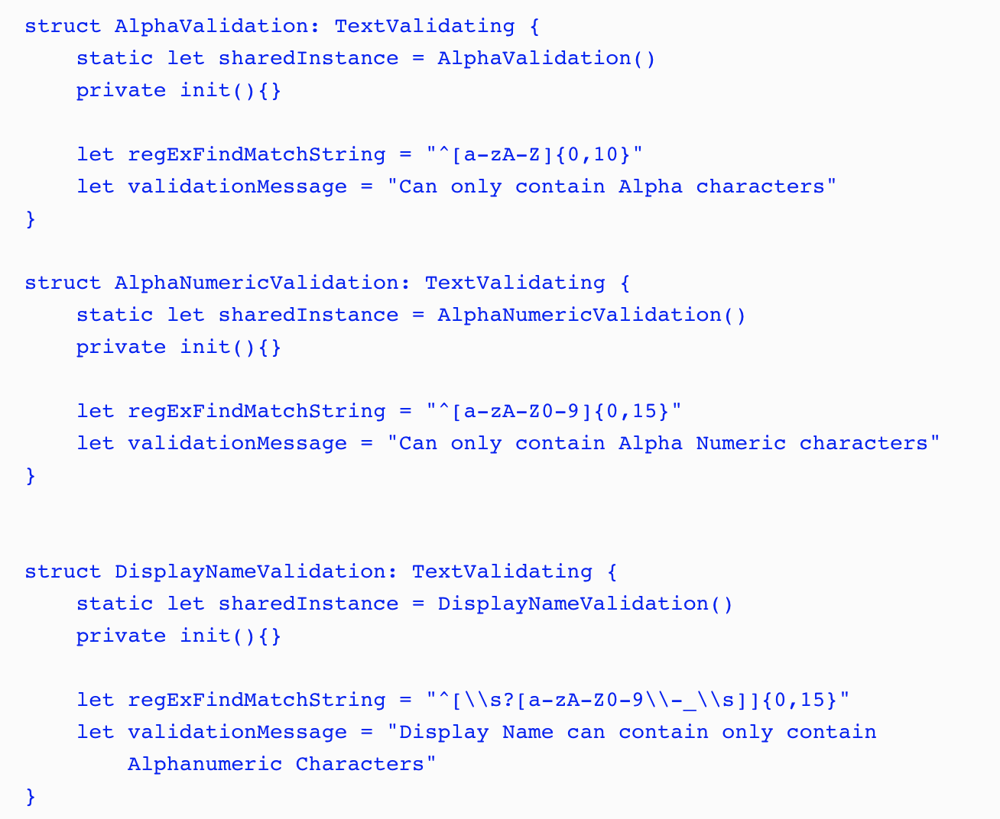 struct AlphaValidation: TextValidating {
    static let sharedInstance = AlphaValidation()
    private init(){}
    let regExFindMatchString = "^[a-zA-Z]{0,10}"
    let validationMessage = "Can only contain Alpha characters"
}
struct AlphaNumericValidation: TextValidating {
    static let sharedInstance = AlphaNumericValidation()
    private init(){}
    let regExFindMatchString = "^[a-zA-Z0-9]{0,15}"
    let validationMessage = "Can only contain Alpha Numeric characters"
}
struct DisplayNameValidation: TextValidating {
    static let sharedInstance = DisplayNameValidation()
    private init(){}
    let regExFindMatchString = "^[\\s?[a-zA-Z0-9\\-_\\s]]{0,15}"
    let validationMessage = "Display Name can contain only contain
        Alphanumeric Characters"
}